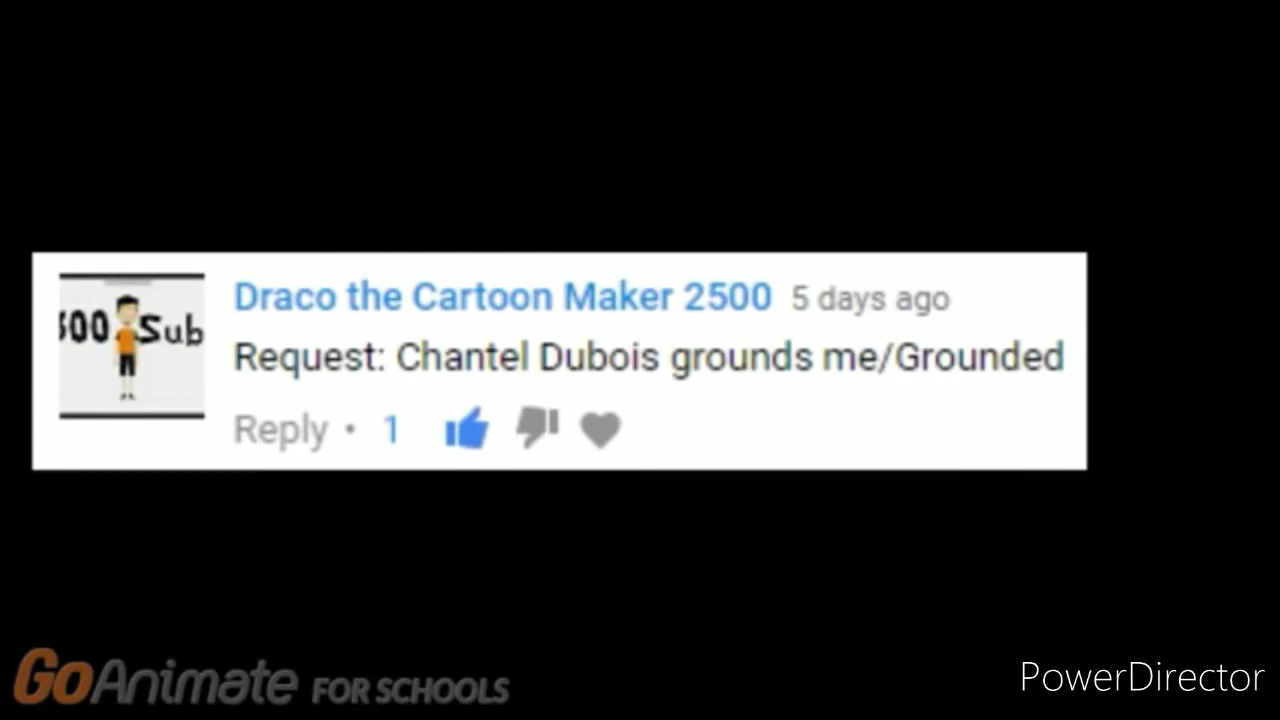 Draco the Cartoon Maker 2500 5 days ago
300 Sub
Request: Chantel Dubois grounds me/Grounded
Reply • 1
GoAnimate FOR SCHOOLS
PowerDirector